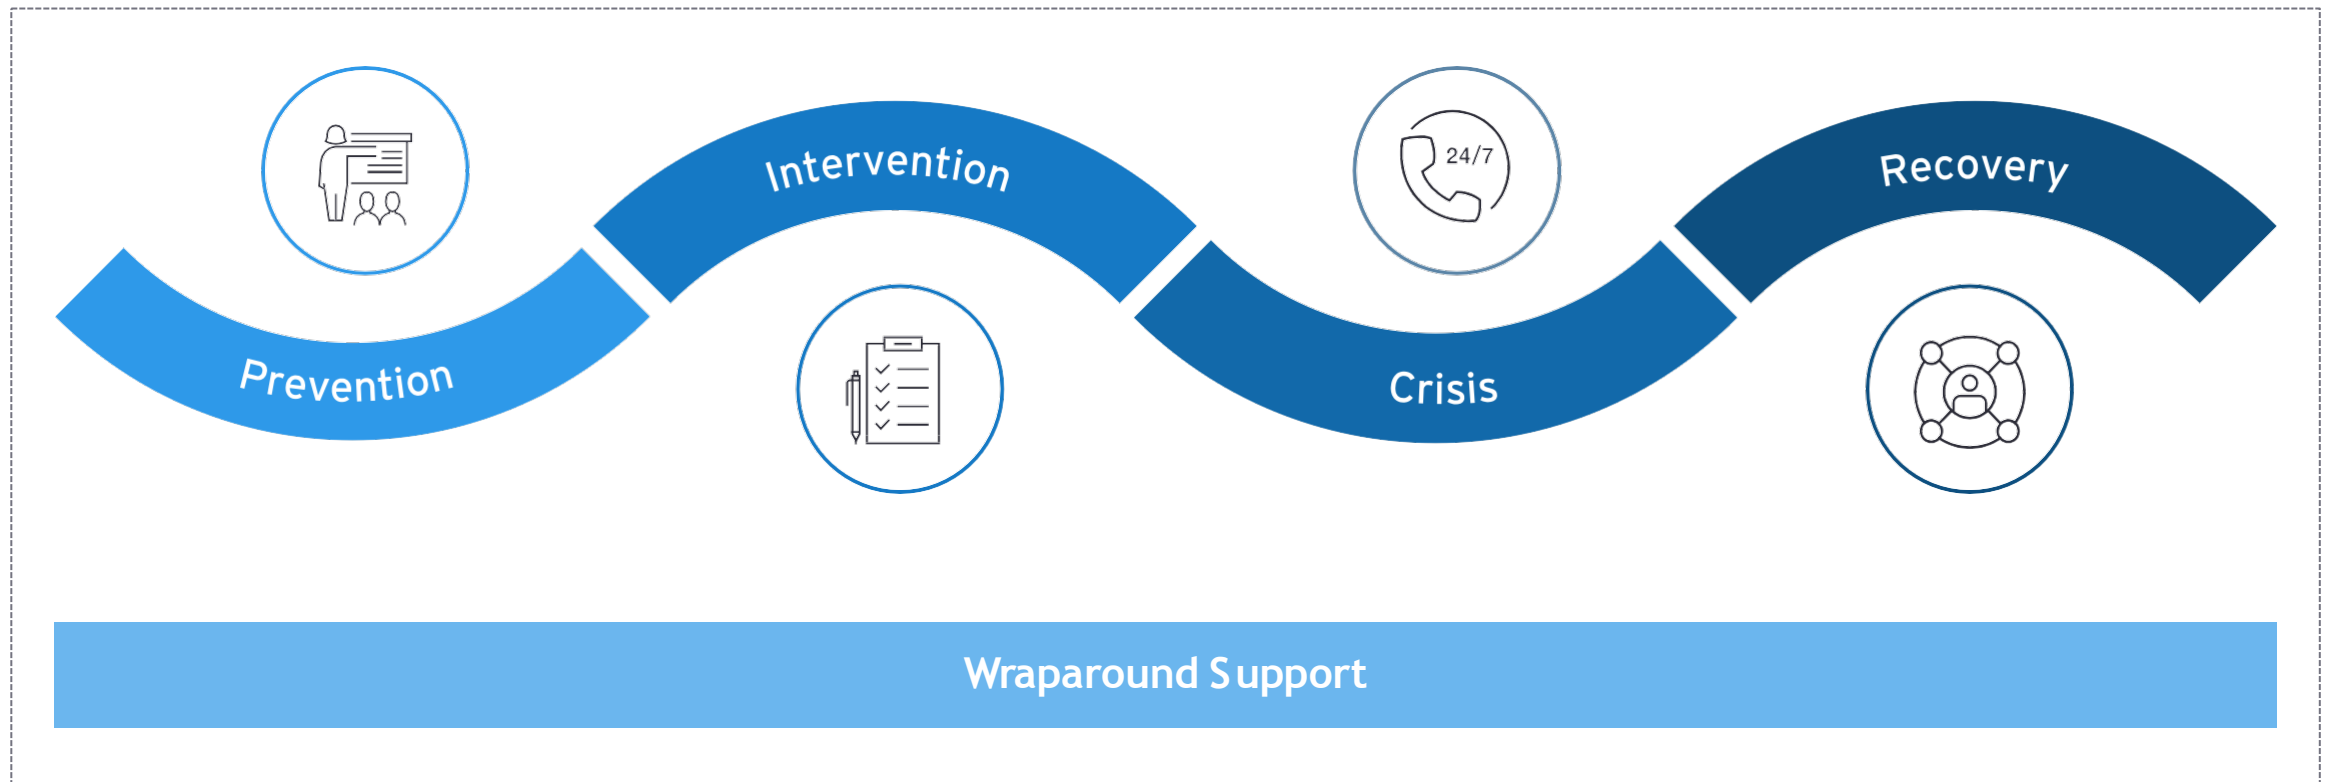 Prevention
Intervention
24/7
Crisis
Recovery
Wraparound Support